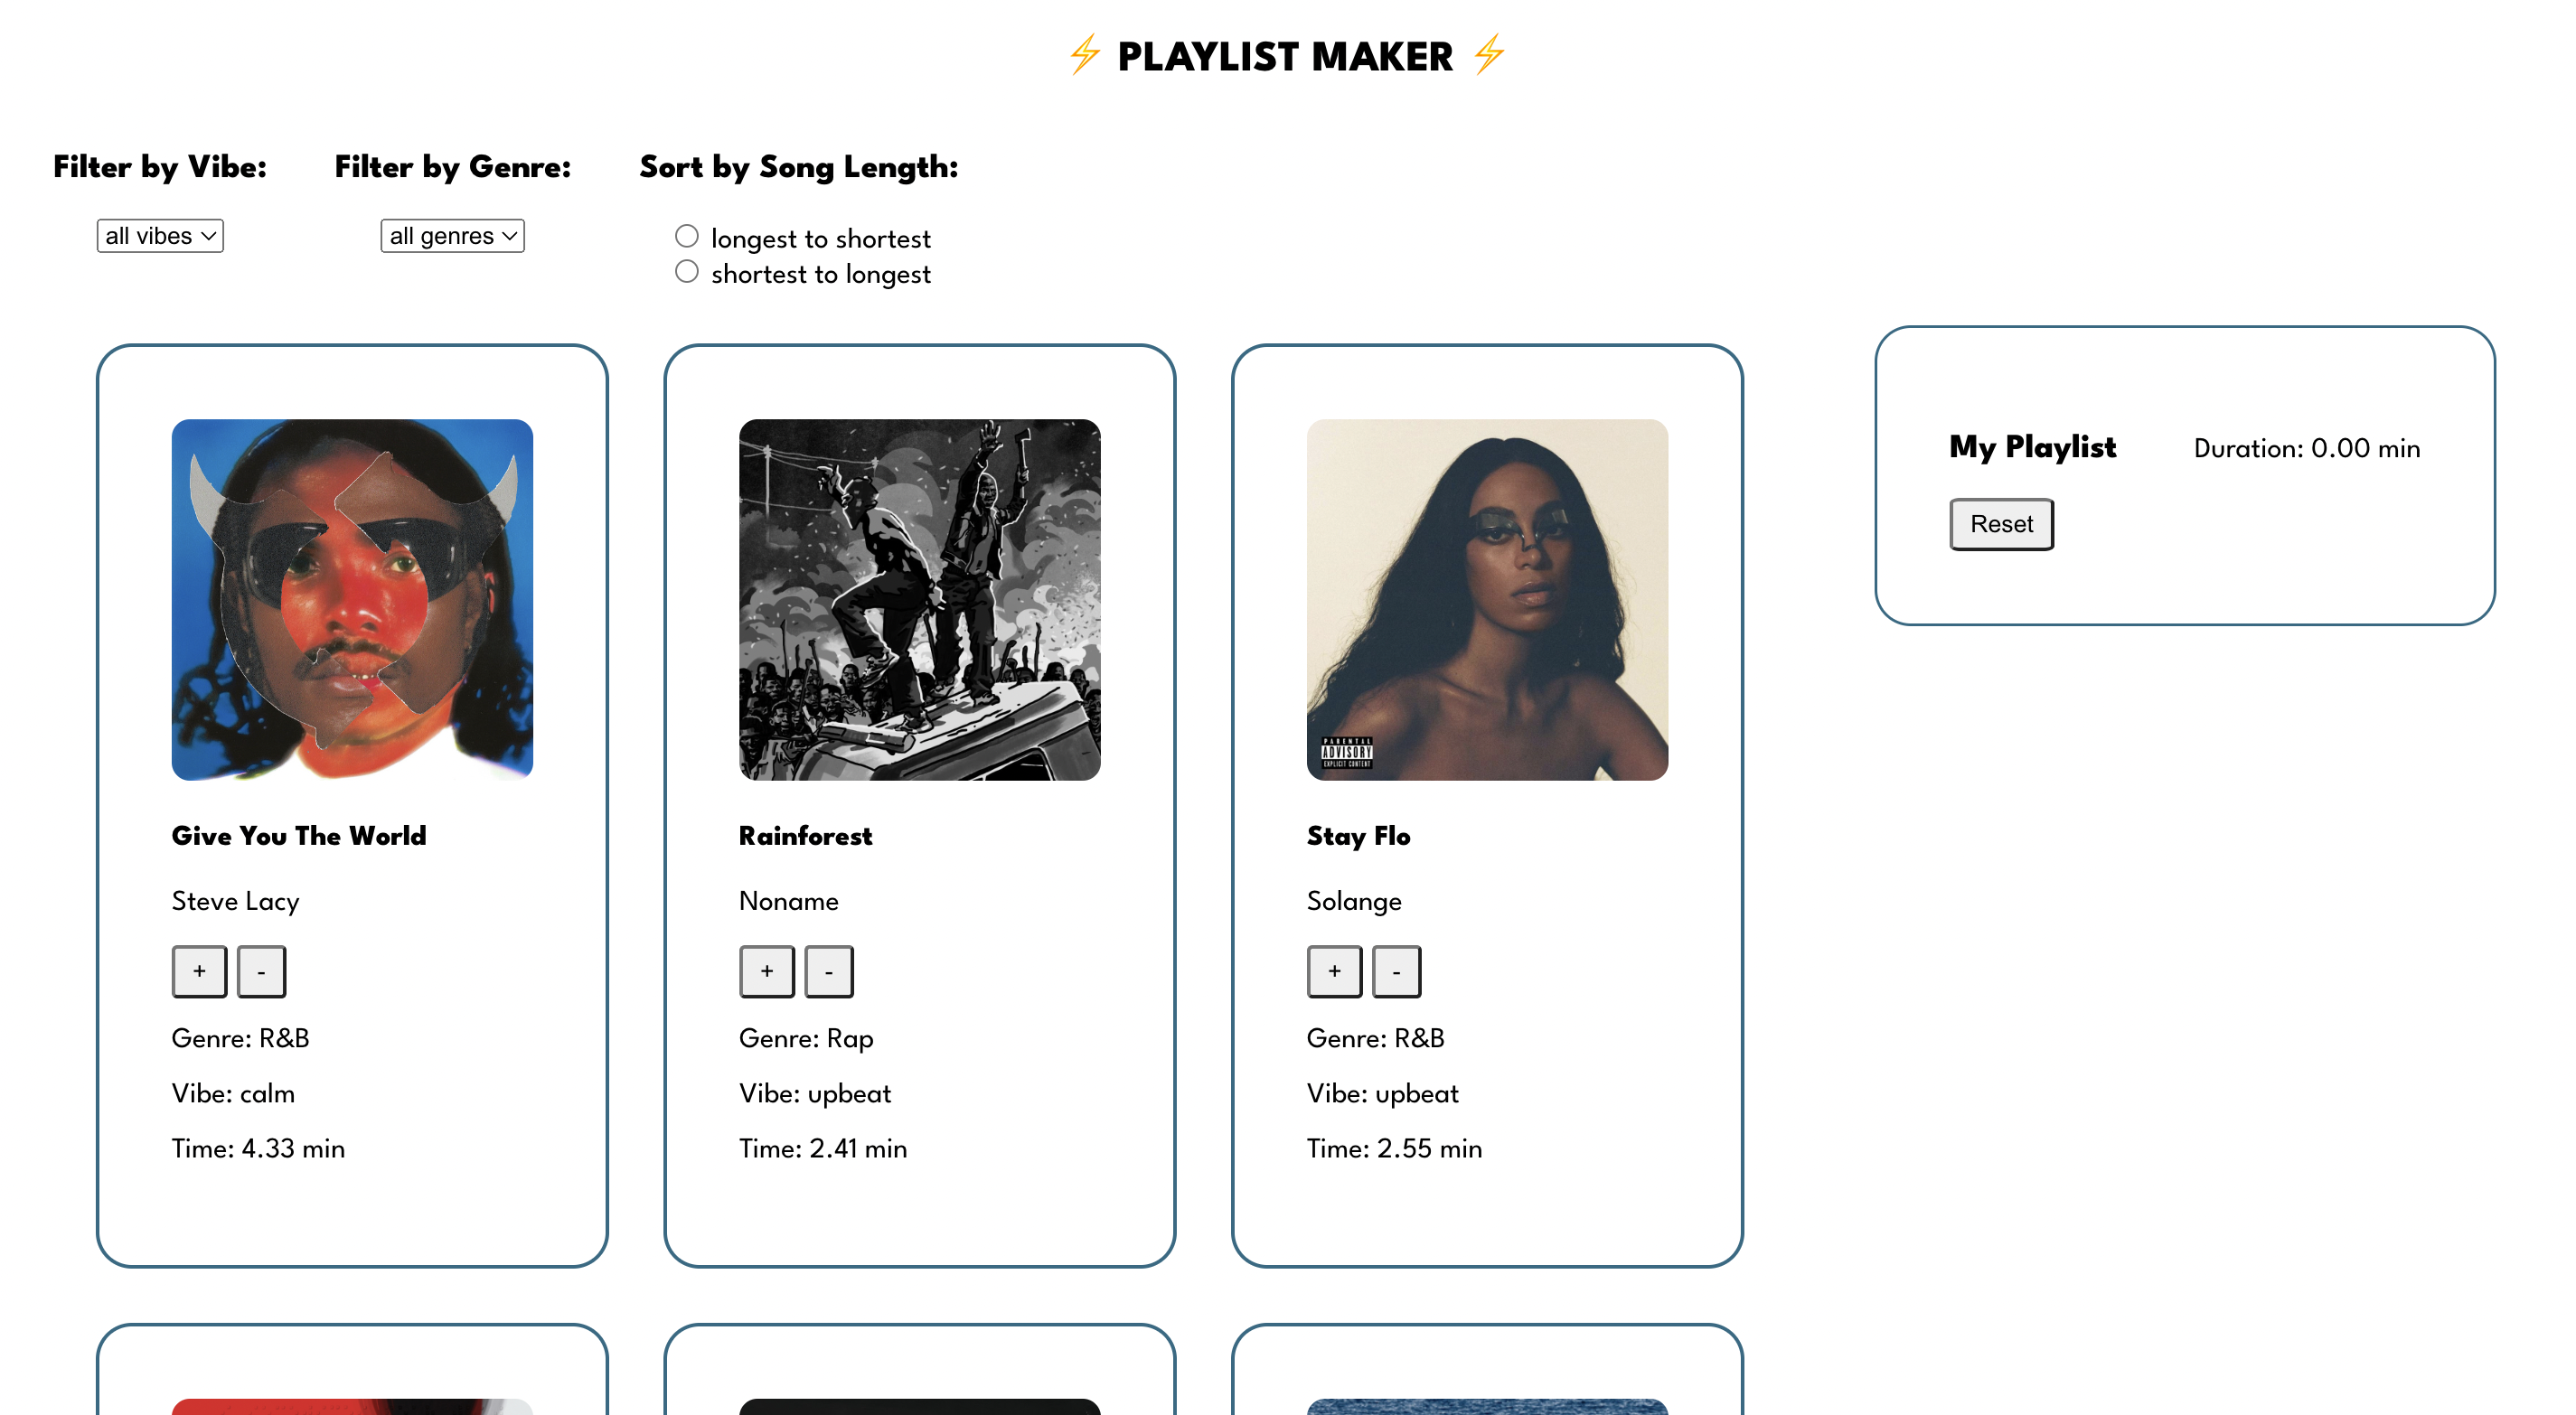 ⚡ PLAYLIST MAKER ⚡
Filter by Vibe:
all vibes
Filter by Genre:
all genres
Sort by Song Length:
longest to shortest
shortest to longest
PARENTAL
ADVISORY
EXPLICIT CONTENT
Give You The World
Steve Lacy
+ -
Genre: R&B
Vibe: calm
Time: 4.33 min
Rainforest
Noname
+ -
Genre: Rap
Vibe: upbeat
Time: 2.41 min
Stay Flo
Solange
+ -
Genre: R&B
Vibe: upbeat
Time: 2.55 min
My Playlist
Duration: 0.00 min
Reset